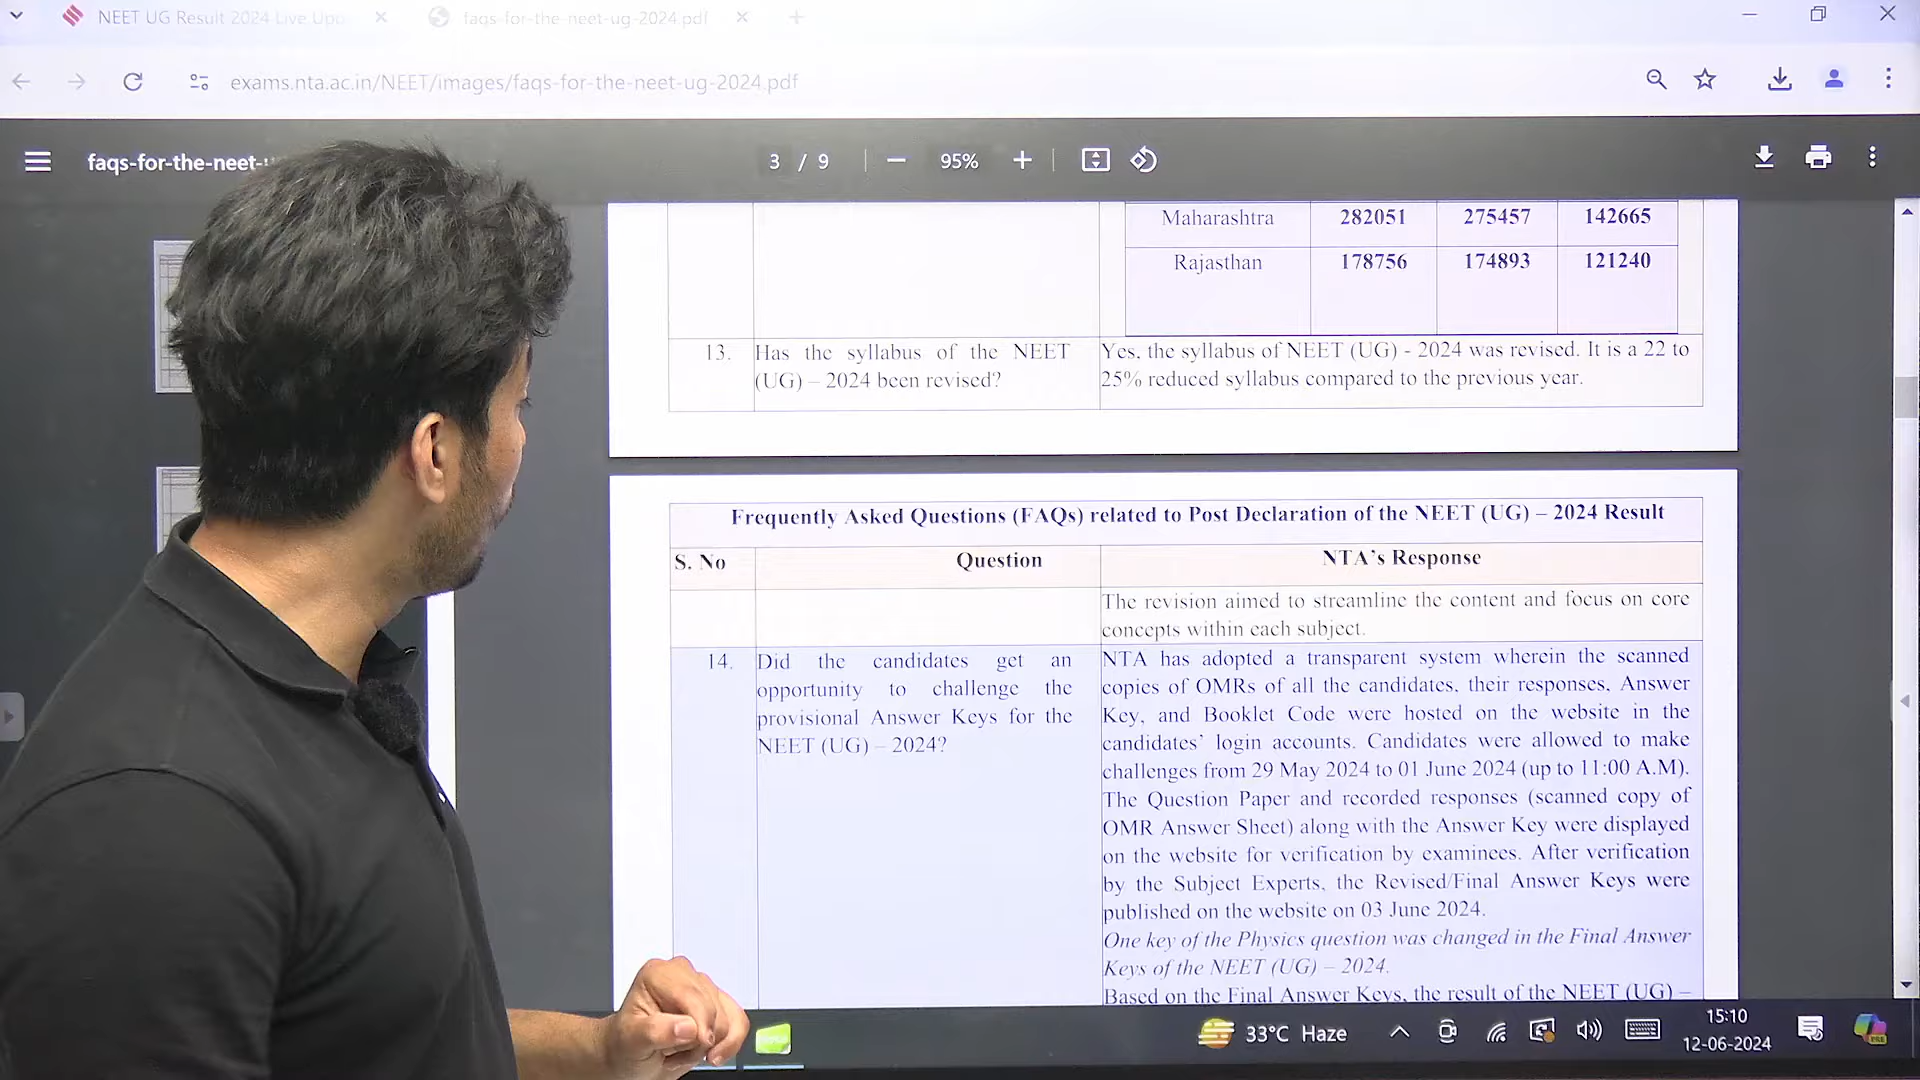 NEET UG Result 2024 Live Upd
faqs-for-the-neet-ug-2024.pdf
exams.nta.ac.in/NEET/images/faqs-for-the-neet-ug-2024.pdf
faqs-for-the-neet-
3 / 9
95%
Maharashtra 282051 275457 142665
Rajasthan 178756 174893 121240
13. Has the syllabus of the NEET
(UG) – 2024 been revised?
Yes, the syllabus of NEET (UG) - 2024 was revised. It is a 22 to
25% reduced syllabus compared to the previous year.
Frequently Asked Questions (FAQs) related to Post Declaration of the NEET (UG) – 2024 Result
S. No Question NTA's Response
The revision aimed to streamline the content and focus on core
concepts within each subject.
14. Did the candidates get an
opportunity to challenge the
provisional Answer Keys for the
NEET (UG) – 2024?
NTA has adopted a transparent system wherein the scanned
copies of OMRs of all the candidates, their responses, Answer
Key, and Booklet Code were hosted on the website in the
candidates' login accounts. Candidates were allowed to make
challenges from 29 May 2024 to 01 June 2024 (up to 11:00 A.M).
The Question Paper and recorded responses (scanned copy of
OMR Answer Sheet) along with the Answer Key were displayed
on the website for verification by examinees. After verification
by the Subject Experts, the Revised/Final Answer Keys were
published on the website on 03 June 2024.
One key of the Physics question was changed in the Final Answer
Keys of the NEET (UG) – 2024.
Based on the Final Answer Keys, the result of the NEET (UG) –
33°C Haze
15:10
12-06-2024
PRE